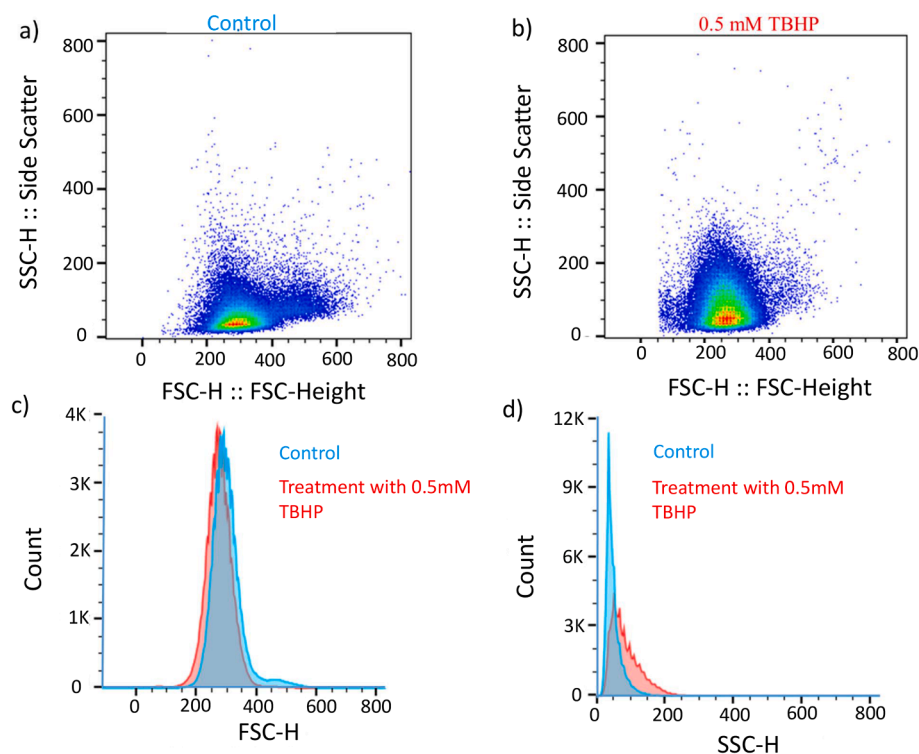 a)
Control
SSC-H :: Side Scatter
800
600
400
200
0
0 200 400 600 800
FSC-H :: FSC-Height
b)
0.5 mM TBHP
SSC-H :: Side Scatter
800
600
400
200
0
0 200 400 600 800
FSC-H :: FSC-Height
c)
Count
4K
3K
2K
1K
0
0 200 400 600 800
FSC-H
Control
Treatment with 0.5mM
TBHP
d)
Count
12K
9K
6K
3K
0
0 200 400 600 800
SSC-H
Control
Treatment with 0.5mM
TBHP